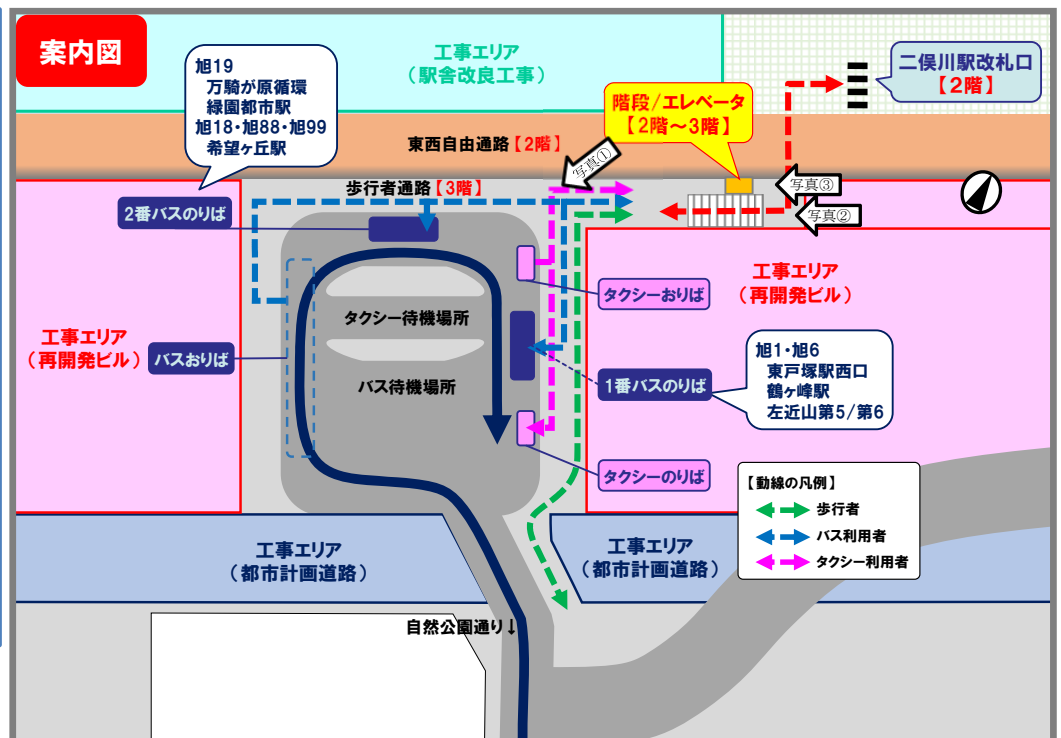 案内図
工事エリア
(駅舎改良工事)
二俣川駅改札口
【2階】
旭19
万騎が原循環
緑園都市駅
旭18・旭88・旭99
希望ヶ丘駅
階段/エレベータ
【2階～3階】
東西自由通路【2階】
写真①
歩行者通路【3階】
写真③
写真②
2番バスのりば
工事エリア
(再開発ビル)
タクシーおりば
タクシー待機場所
工事エリア
(再開発ビル)
バスおりば
バス待機場所
1番バスのりば
旭1・旭6
東戸塚駅西口
鶴ヶ峰駅
左近山第5/第6
タクシーのりば
【動線の凡例】
歩行者
バス利用者
タクシー利用者
工事エリア
(都市計画道路)
工事エリア
(都市計画道路)
自然公園通り↓